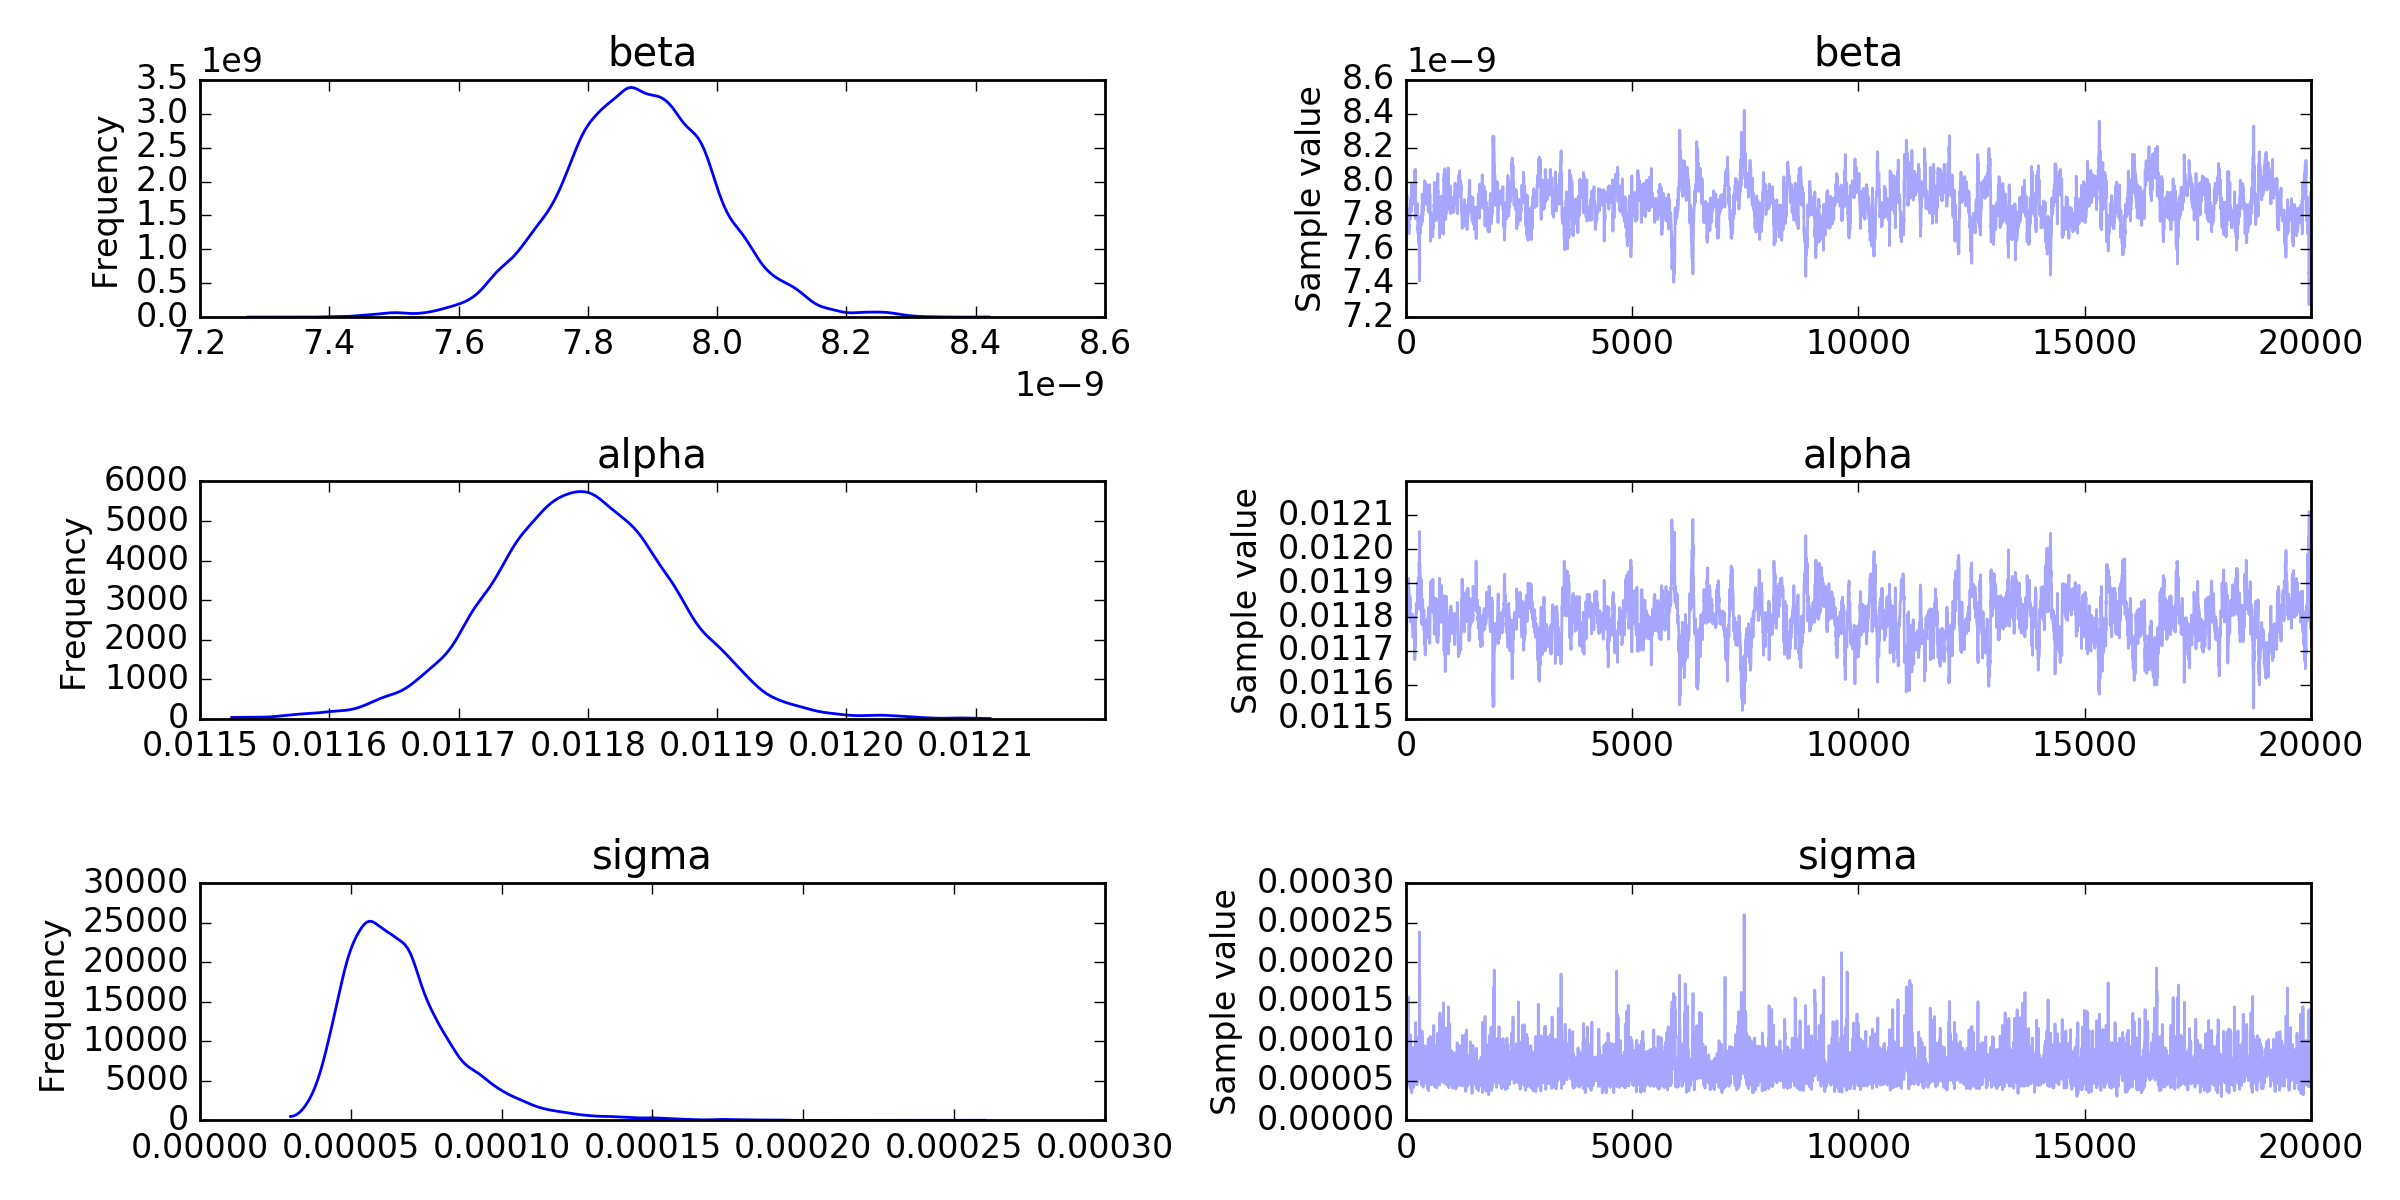 beta
1e9
3.5
3.0
2.5
2.0
1.5
1.0
0.5
0.0
Frequency
7.2 7.4 7.6 7.8 8.0 8.2 8.4 8.6
1e−9
beta
1e−9
8.6
8.4
8.2
8.0
7.8
7.6
7.4
7.2
Sample value
0 5000 10000 15000 20000
alpha
6000
5000
4000
3000
2000
1000
0
Frequency
0.0115 0.0116 0.0117 0.0118 0.0119 0.0120 0.0121
alpha
0.0121
0.0120
0.0119
0.0118
0.0117
0.0116
0.0115
Sample value
0 5000 10000 15000 20000
sigma
30000
25000
20000
15000
10000
5000
0
Frequency
0.00000 0.00005 0.00010 0.00015 0.00020 0.00025 0.00030
sigma
0.00030
0.00025
0.00020
0.00015
0.00010
0.00005
0.00000
Sample value
0 5000 10000 15000 20000